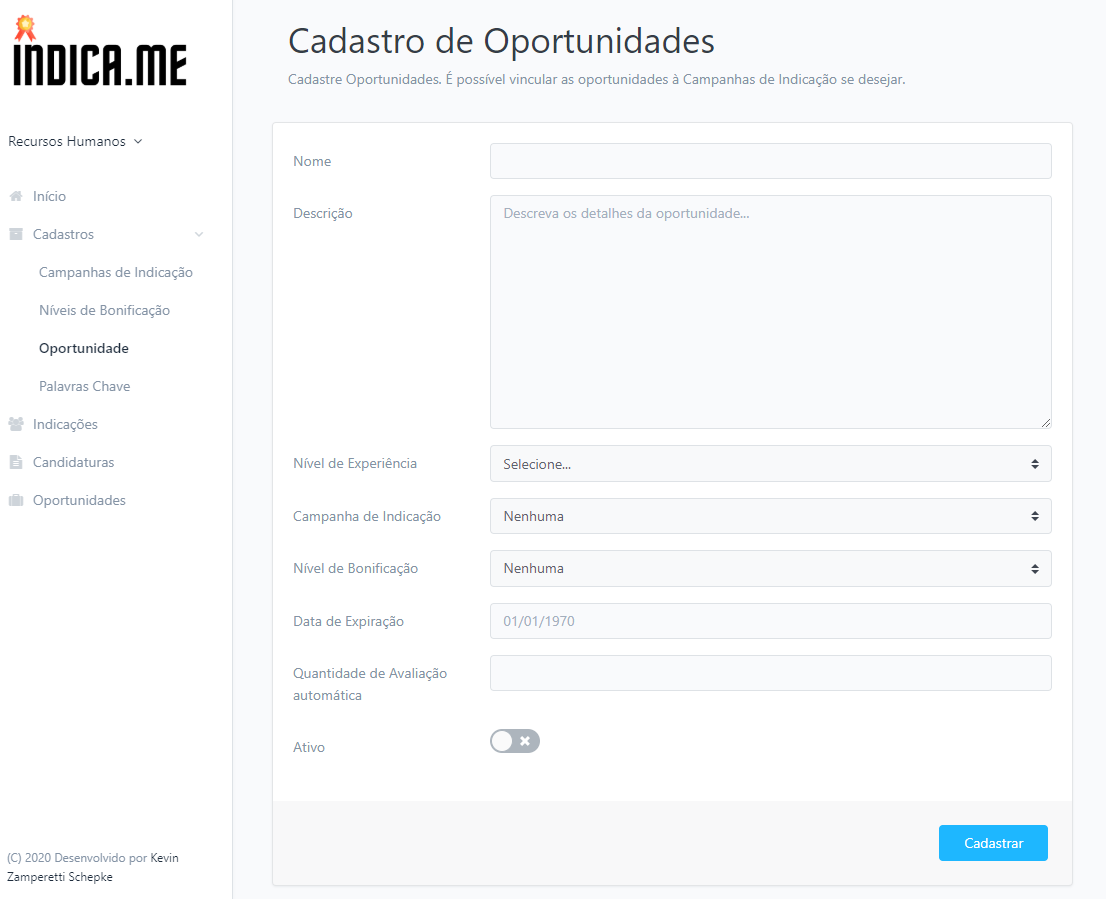 INDICA.ME
Recursos Humanos
Início
Cadastros
Campanhas de Indicação
Níveis de Bonificação
Oportunidade
Palavras Chave
Indicações
Candidaturas
Oportunidades
(C) 2020 Desenvolvido por Kevin
Zamperetti Schepke
Cadastro de Oportunidades
Cadastre Oportunidades. É possível vincular as oportunidades à Campanhas de Indicação se desejar.
Nome
Descrição
Descreva os detalhes da oportunidade...
Nível de Experiência
Selecione...
Campanha de Indicação
Nenhuma
Nível de Bonificação
Nenhuma
Data de Expiração
01/01/1970
Quantidade de Avaliação
automática
Ativo
Cadastrar